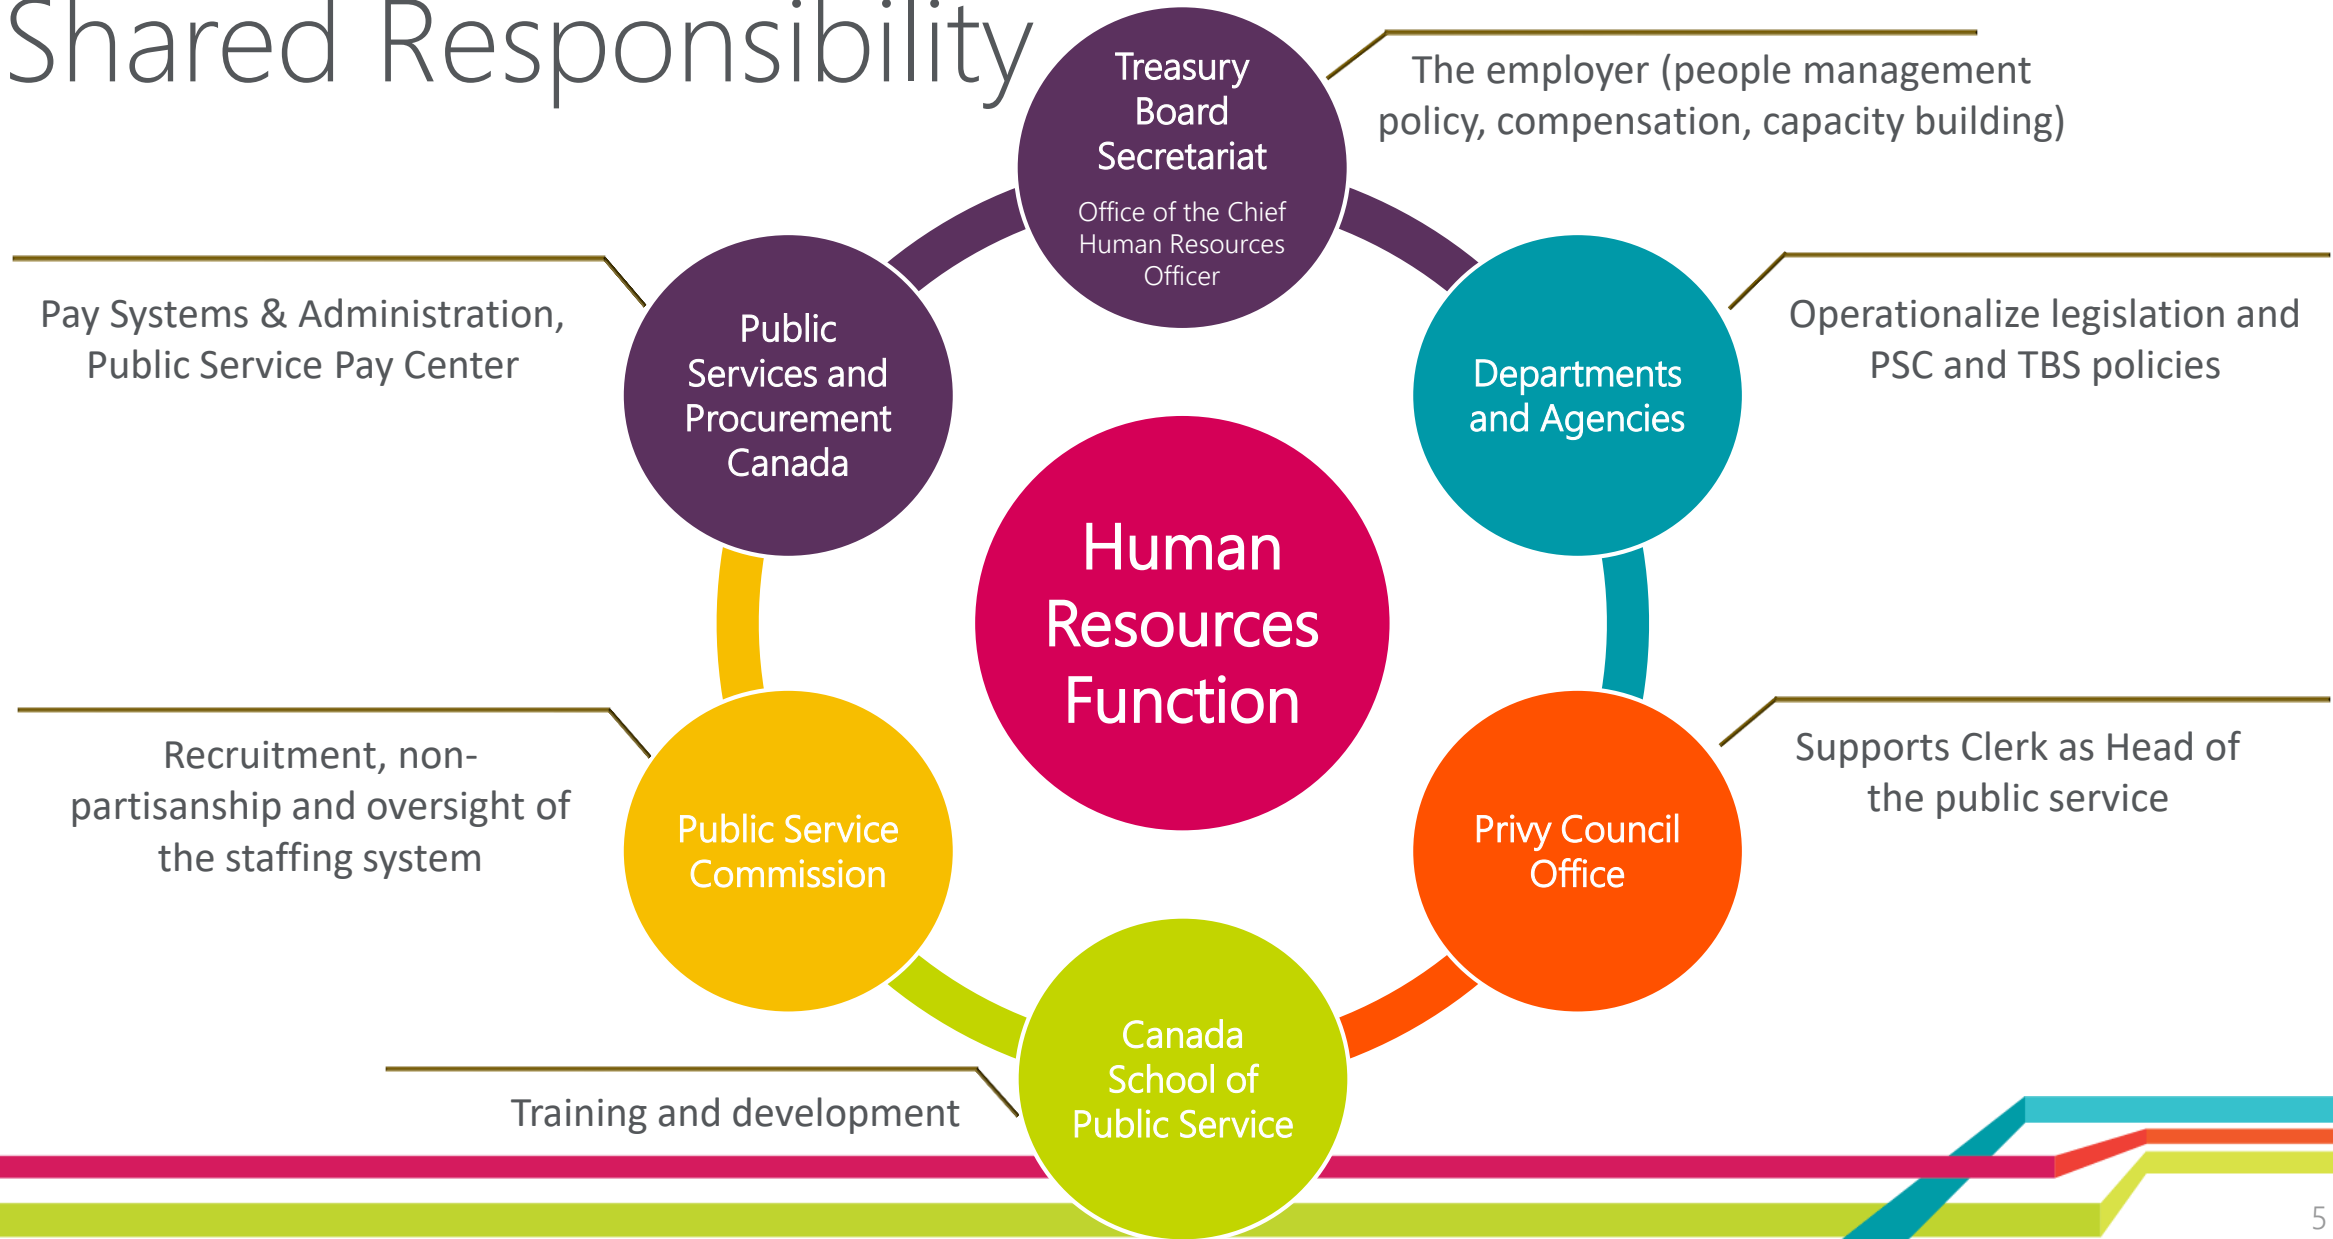 Shared Responsibility
Treasury
Board
Secretariat
Office of the Chief
Human Resources
Officer
The employer (people management
policy, compensation, capacity building)
Pay Systems & Administration,
Public Service Pay Center
Public
Services and
Procurement
Canada
Departments
and Agencies
Operationalize legislation and
PSC and TBS policies
Human
Resources
Function
Recruitment, non-
partisanship and oversight of
the staffing system
Public Service
Commission
Privy Council
Office
Supports Clerk as Head of
the public service
Canada
School of
Public Service
Training and development
5